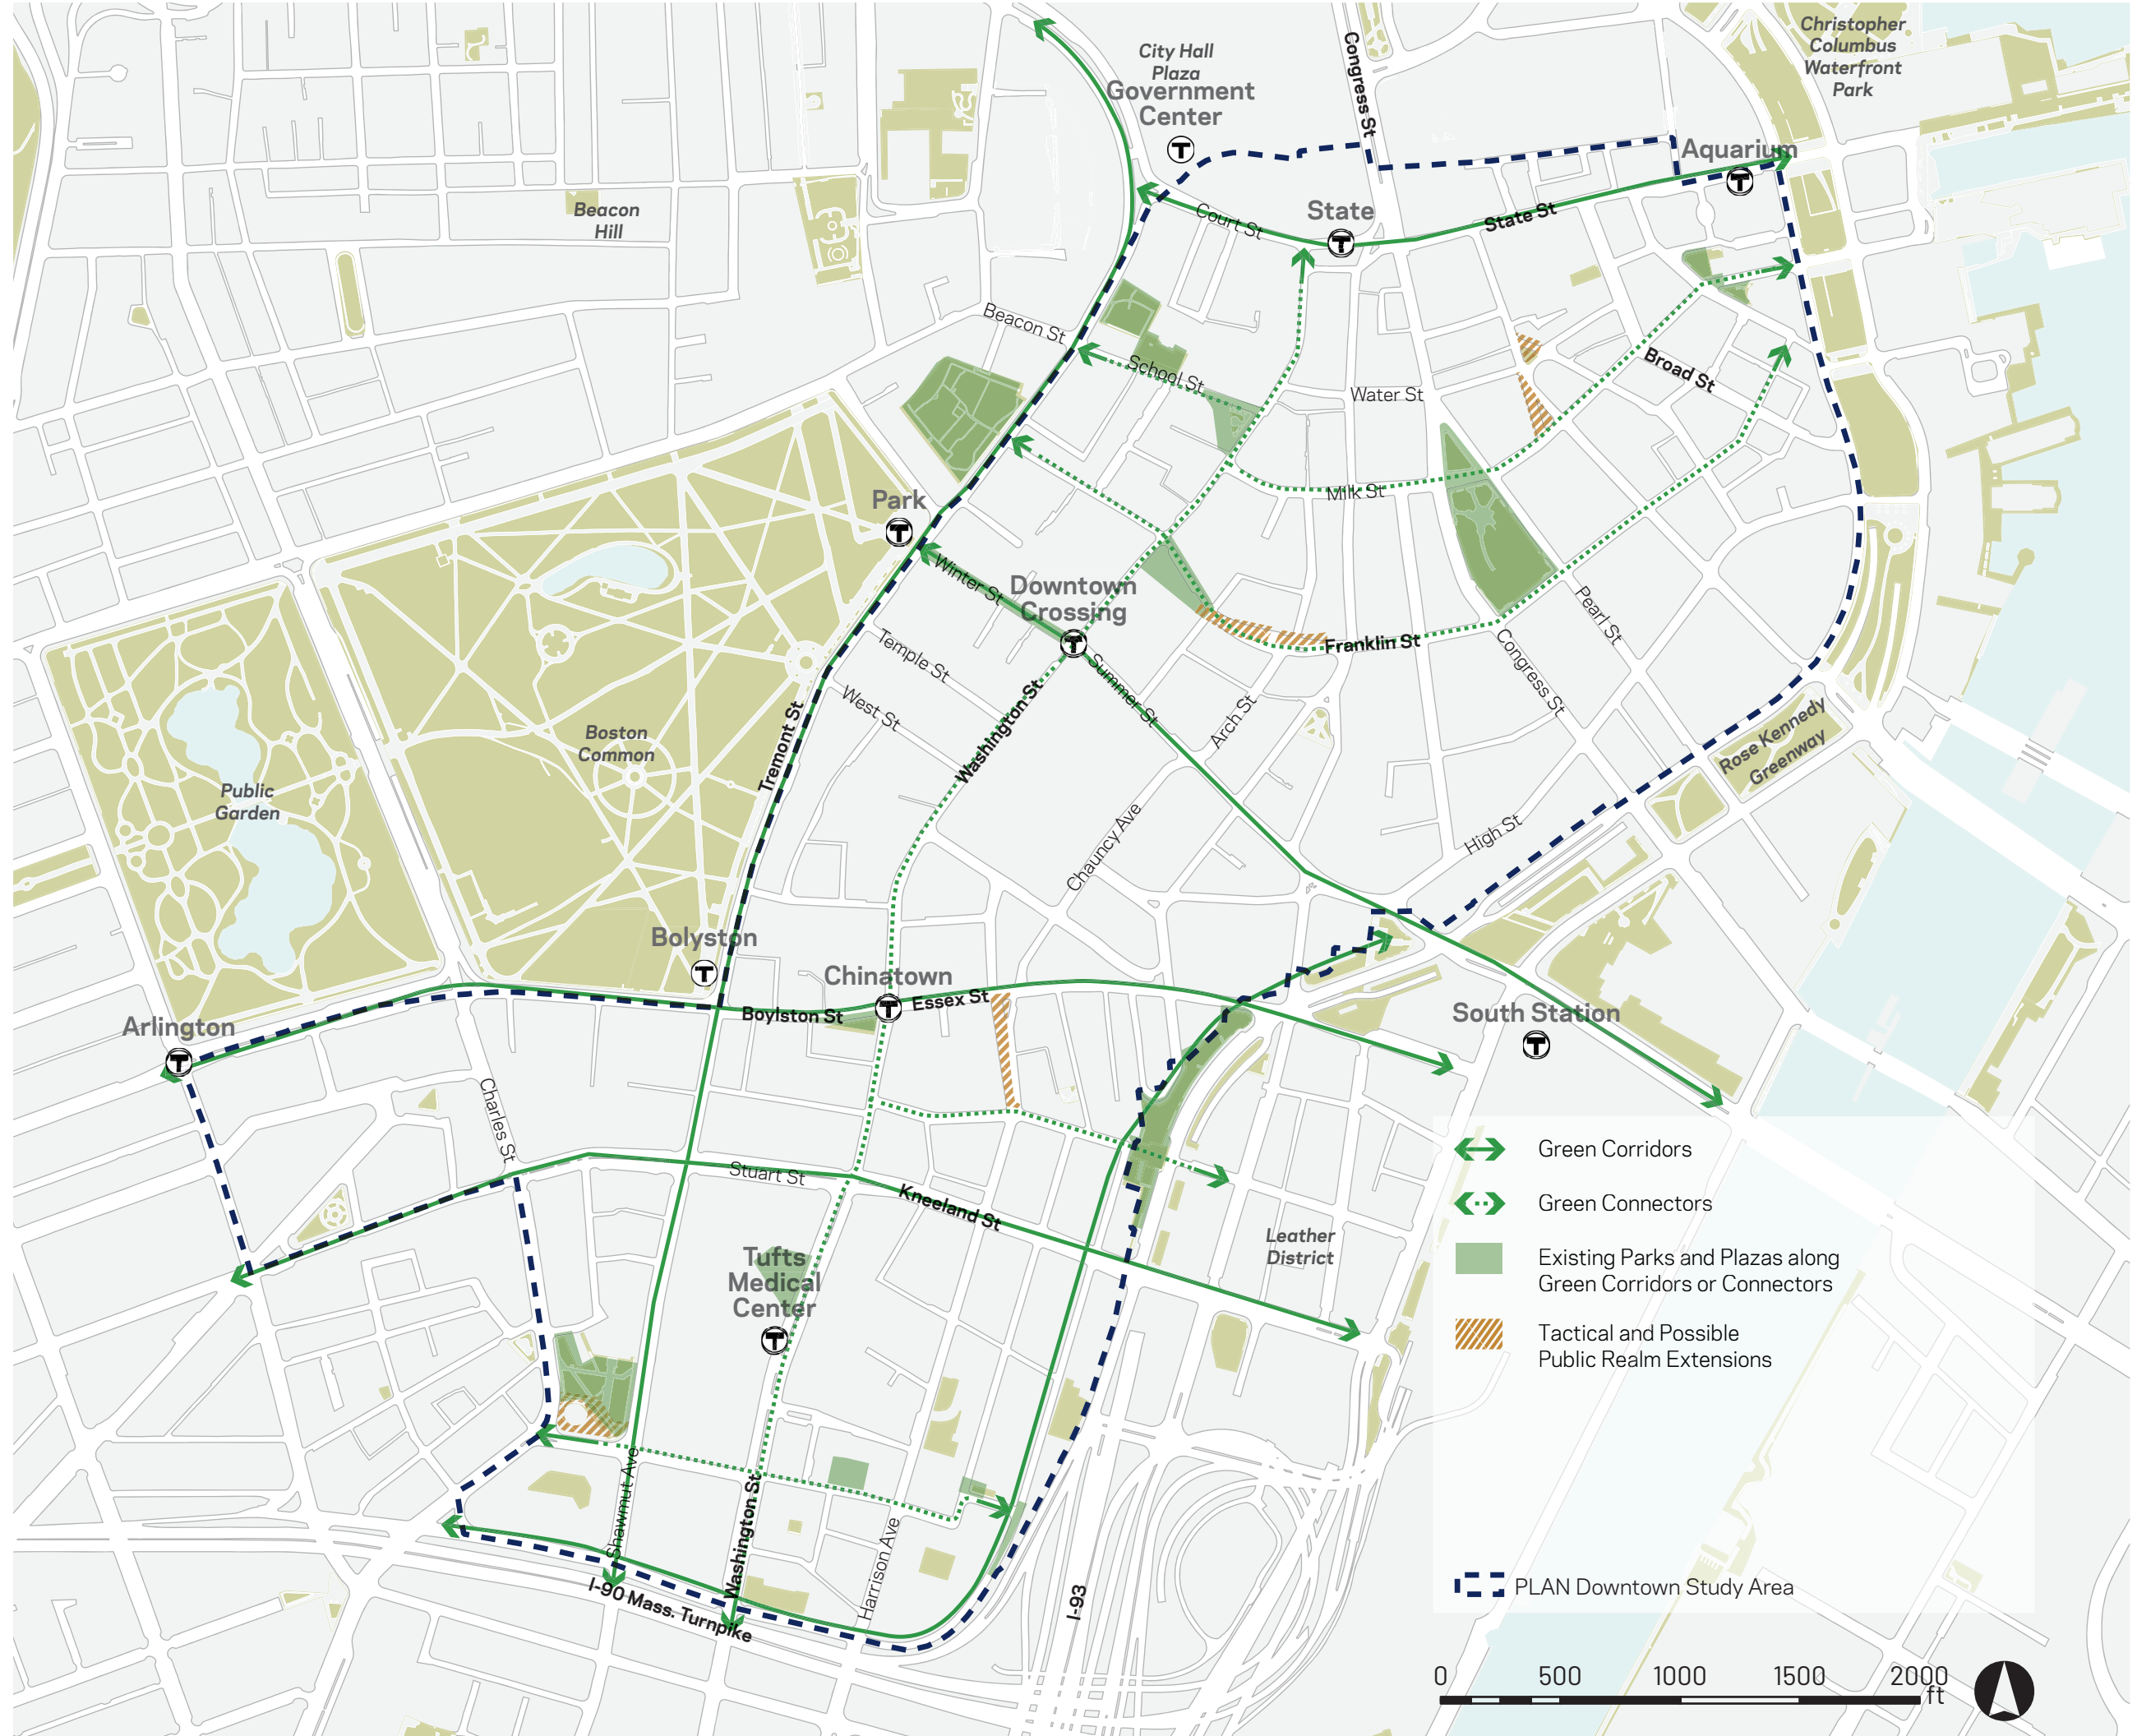 Christopher
Columbus
Waterfront
Park
City Hall
Plaza
Government
Center
T
Congress St
Aquarium
T
Beacon
Hill
Court St
State
T
State St
Beacon St
School St
Water St
Broad St
Park
T
Milk St
Winter St
Downtown
Crossing
T
Franklin St
Pearl St
Congress St
Temple St
West St
Summer St
Arch St
Washington St
Tremont St
Boston
Common
Public
Garden
Rose Kennedy
Greenway
High St
Chauncy Ave
Bolyston
T
Chinatown
T
Essex St
Boylston St
Arlington
T
South Station
T
Charles St
Stuart St
Kneeland St
Leather
District
Tufts
Medical
Center
T
Shawmut Ave
Washington St
Harrison Ave
I-90 Mass. Turnpike
I-93
Green Corridors
Green Connectors
Existing Parks and Plazas along
Green Corridors or Connectors
Tactical and Possible
Public Realm Extensions
PLAN Downtown Study Area
0 500 1000 1500 2000
ft